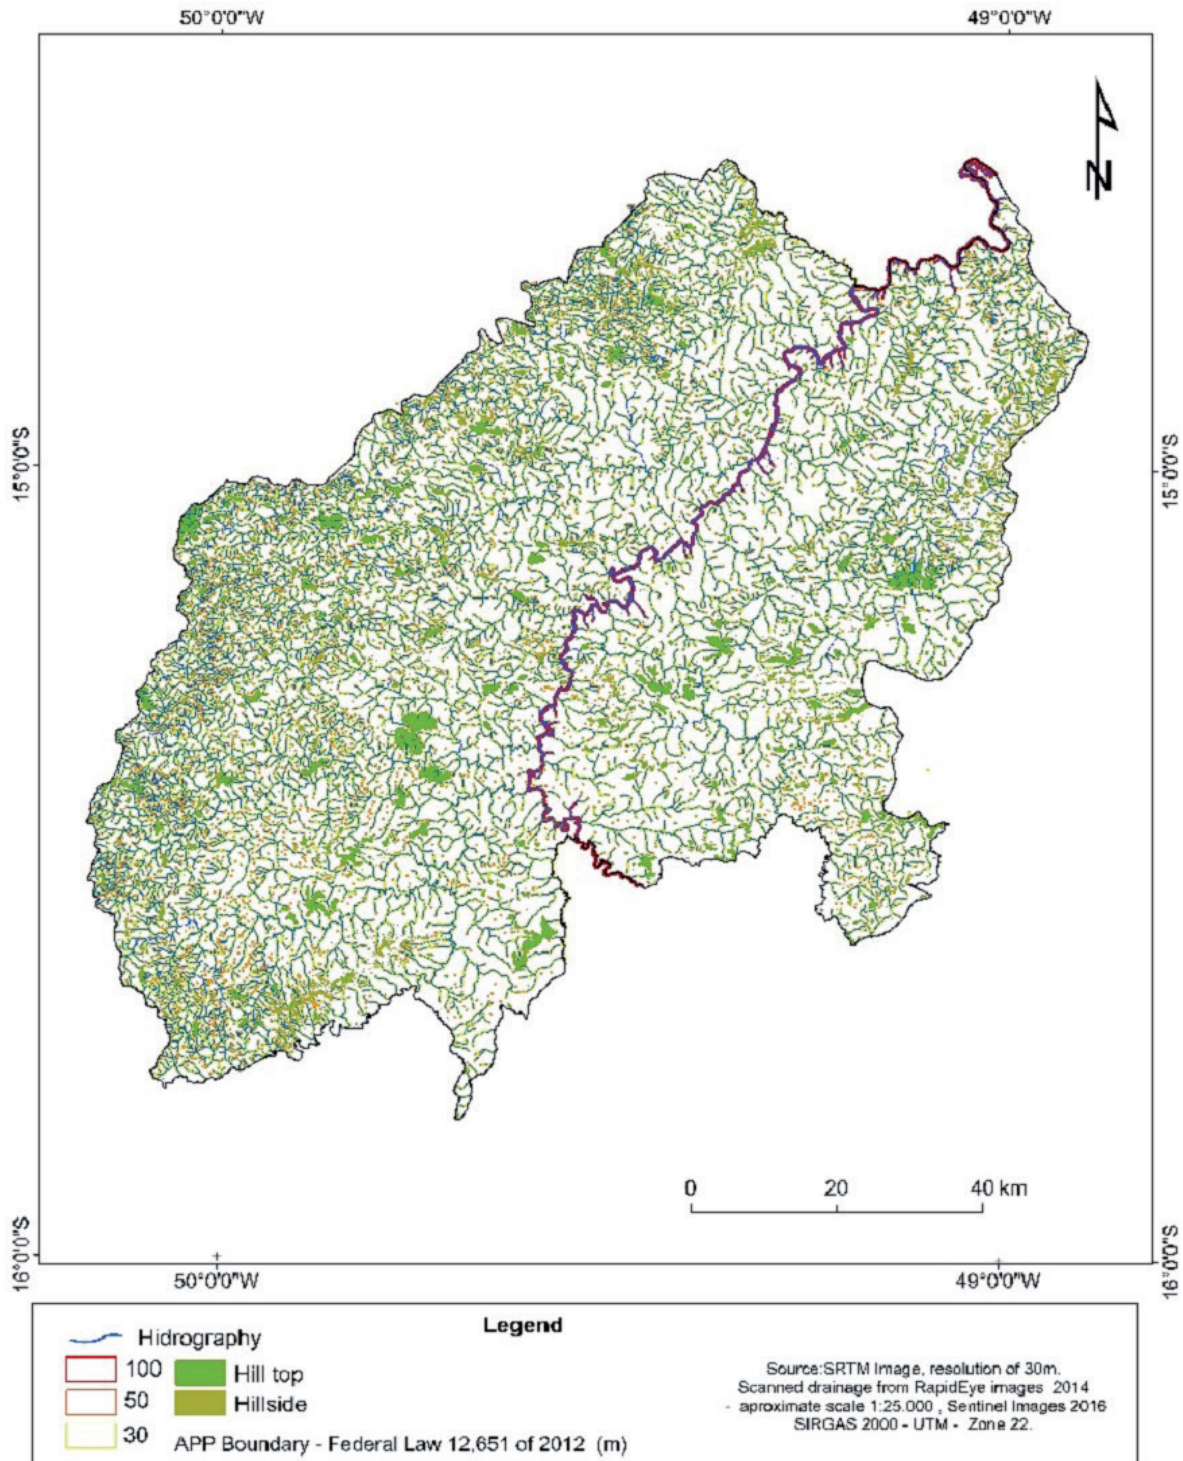 50°0'0"W 49°0'0"W
N
15°0'0"S 15°0'0"S
0 20 40 km
16°0'0"S 16°0'0"S
50°0'0"W 49°0'0"W
Legend
Hidrography
100 Hill top
50 Hillside
30 APP Boundary - Federal Law 12,651 of 2012 (m)
Source:SRTM Image, resolution of 30m.
Scanned drainage from RapidEye images 2014
- aproximate scale 1:25.000 , Sentinel Images 2016
SIRGAS 2000 - UTM - Zone 22.